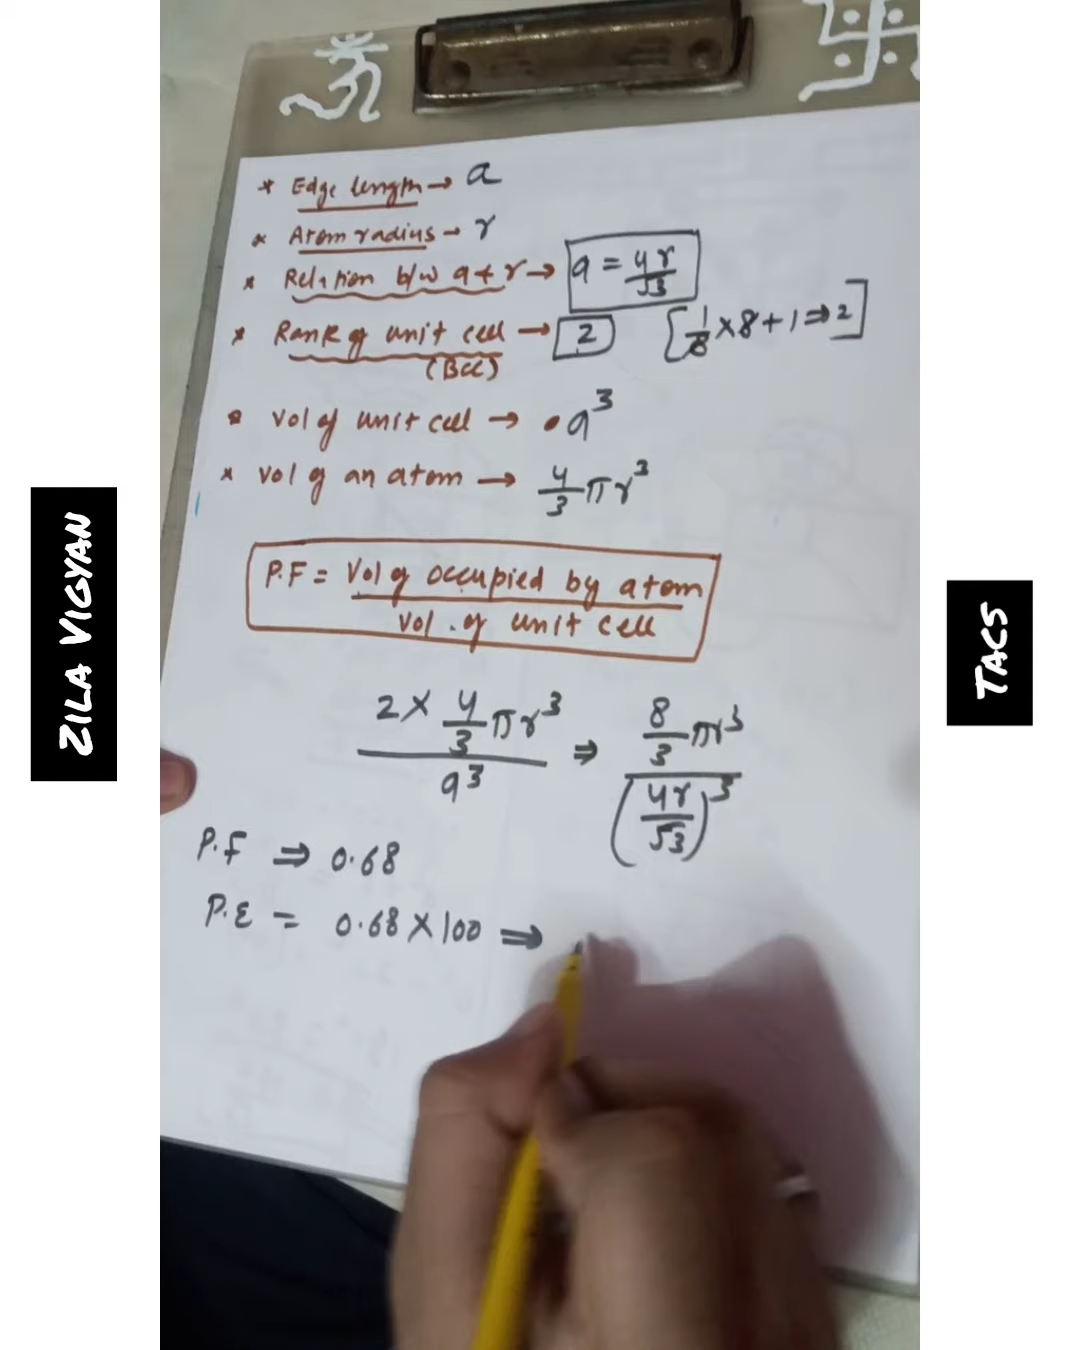 ॐ
* Edge length → a
* Atom radius → r
* Relation b/w a & r → a = 4r/√3
* Rank of unit cell → 2 [1/8 × 8 + 1 ⇒ 2]
(BCC)
* Vol of unit cell → • a³
* Vol of an atom → 4/3 πr³
P.F = Vol of occupied by atom
Vol. of unit cell
2 × 4/3 πr³ / a³ ⇒ 8/3 πr³ / (4r/√3)³
P.F ⇒ 0.68
P.E = 0.68 × 100 ⇒
ZILA VIGYAN
TACS